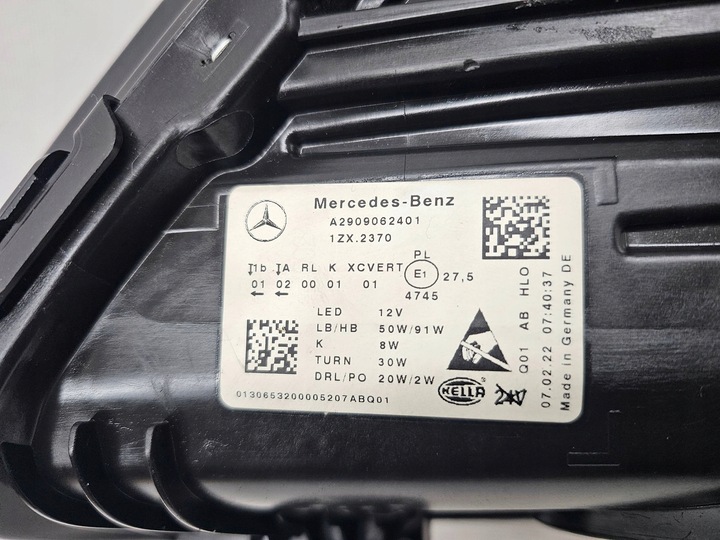 Mercedes-Benz
A2909062401
1ZX.2370
PL
1b 1A RL K XCVERT E1 27,5
01 02 00 01 01
4745
LED 12V
LB/HB 50W/91W
K 8W
TURN 30W
DRL/PO 20W/2W
HELLA
0130653200005207ABQ01
Q01 AB HLO
07.02.22 07:40:37
Made in Germany DE